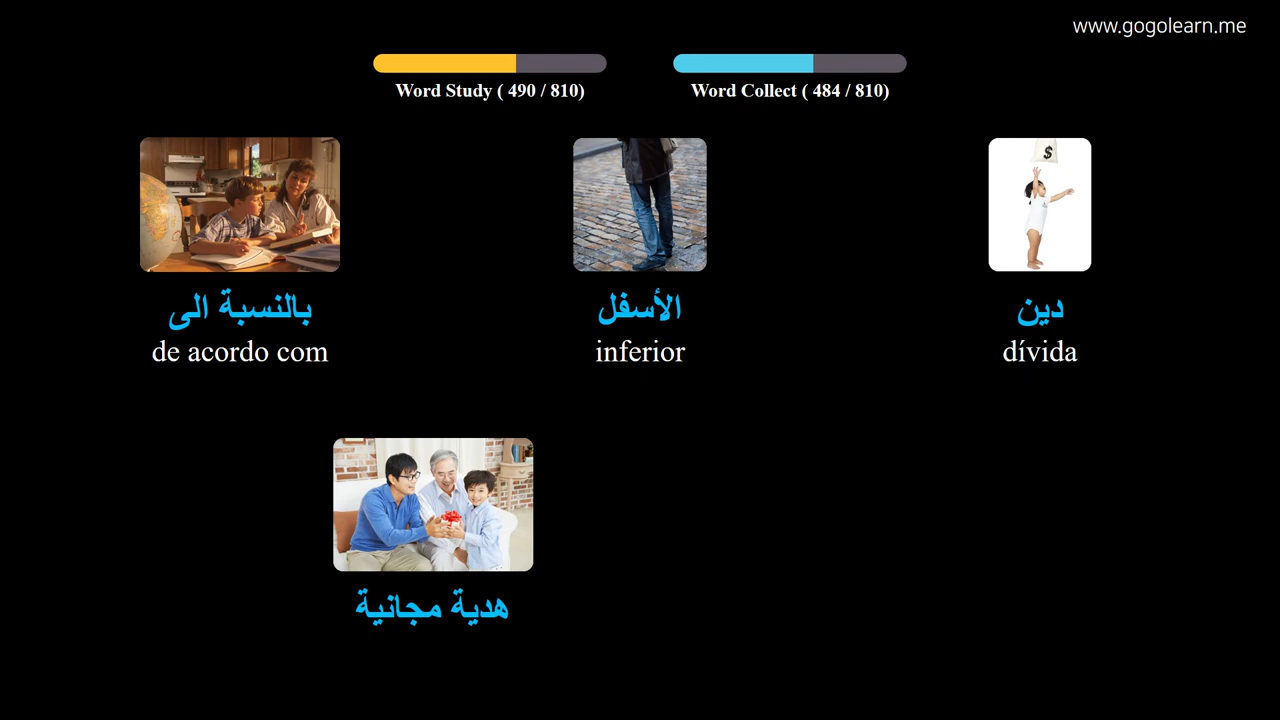 www.gogolearn.me
Word Study ( 490 / 810)
Word Collect ( 484 / 810)
بالنسبة الى
de acordo com
الأسفل
inferior
$
دين
dívida
هدية مجانية